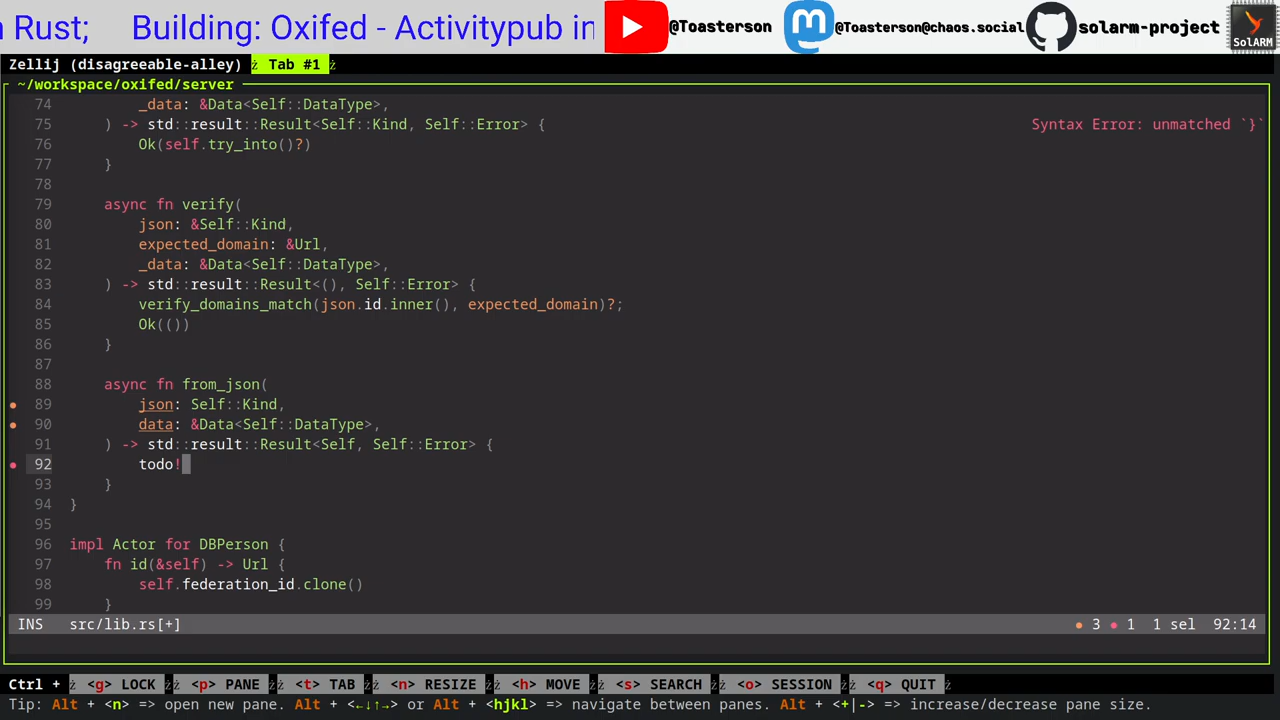 n Rust; Building: Oxifed - Activitypub in
@Toasterson @Toasterson@chaos.social solarm-project
SolARM
Zellij (disagreeable-alley) Tab #1
~/workspace/oxifed/server
74 _data: &Data<Self::DataType>,
75 ) -> std::result::Result<Self::Kind, Self::Error> { Syntax Error: unmatched `}`
76 Ok(self.try_into()?)
77 }
78
79 async fn verify(
80 json: &Self::Kind,
81 expected_domain: &Url,
82 _data: &Data<Self::DataType>,
83 ) -> std::result::Result<(), Self::Error> {
84 verify_domains_match(json.id.inner(), expected_domain)?;
85 Ok(())
86 }
87
88 async fn from_json(
89 json: Self::Kind,
90 data: &Data<Self::DataType>,
91 ) -> std::result::Result<Self, Self::Error> {
92 todo!
93 }
94 }
95
96 impl Actor for DBPerson {
97 fn id(&self) -> Url {
98 self.federation_id.clone()
99 }
INS src/lib.rs[+] ● 3 ● 1 1 sel 92:14
Ctrl + <g> LOCK <p> PANE <t> TAB <n> RESIZE <h> MOVE <s> SEARCH <o> SESSION <q> QUIT
Tip: Alt + <n> => open new pane. Alt + <←↓↑→> or Alt + <hjkl> => navigate between panes. Alt + <+|-> => increase/decrease pane size.